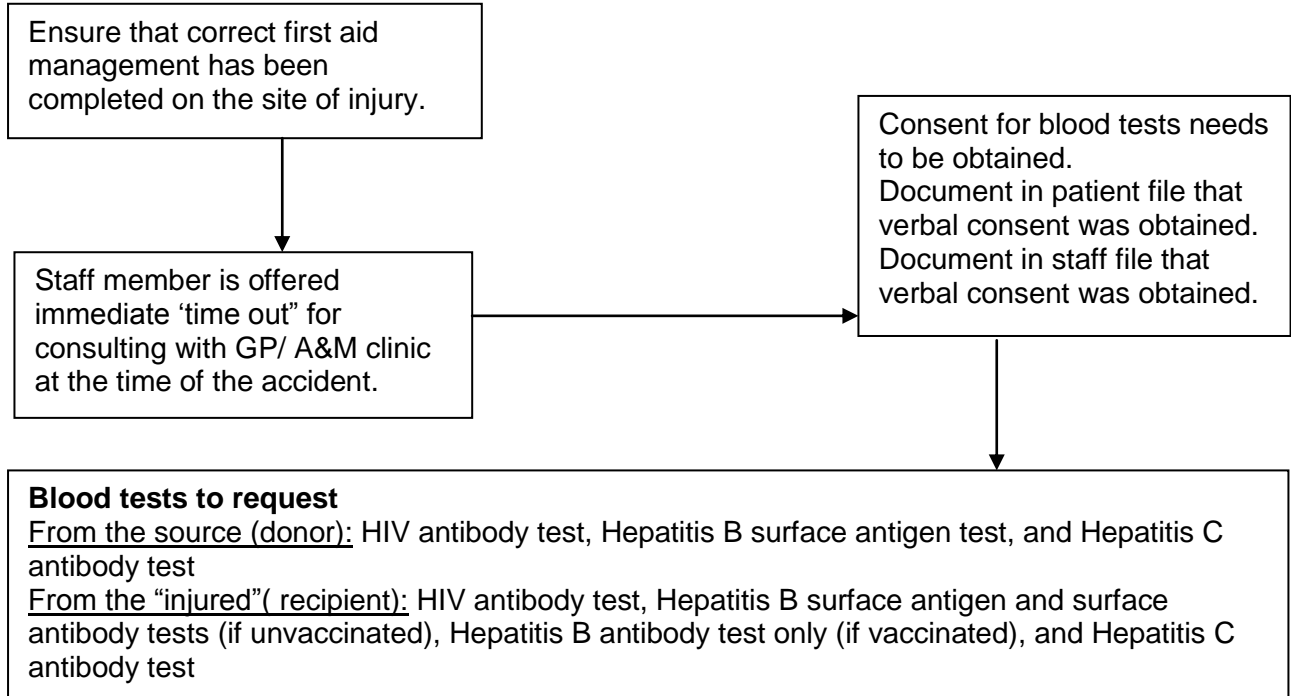 Ensure that correct first aid
management has been
completed on the site of injury.
Staff member is offered
immediate ‘time out” for
consulting with GP/ A&M clinic
at the time of the accident.
Consent for blood tests needs
to be obtained.
Document in patient file that
verbal consent was obtained.
Document in staff file that
verbal consent was obtained.
Blood tests to request
From the source (donor): HIV antibody test, Hepatitis B surface antigen test, and Hepatitis C
antibody test
From the “injured”( recipient): HIV antibody test, Hepatitis B surface antigen and surface
antibody tests (if unvaccinated), Hepatitis B antibody test only (if vaccinated), and Hepatitis C
antibody test